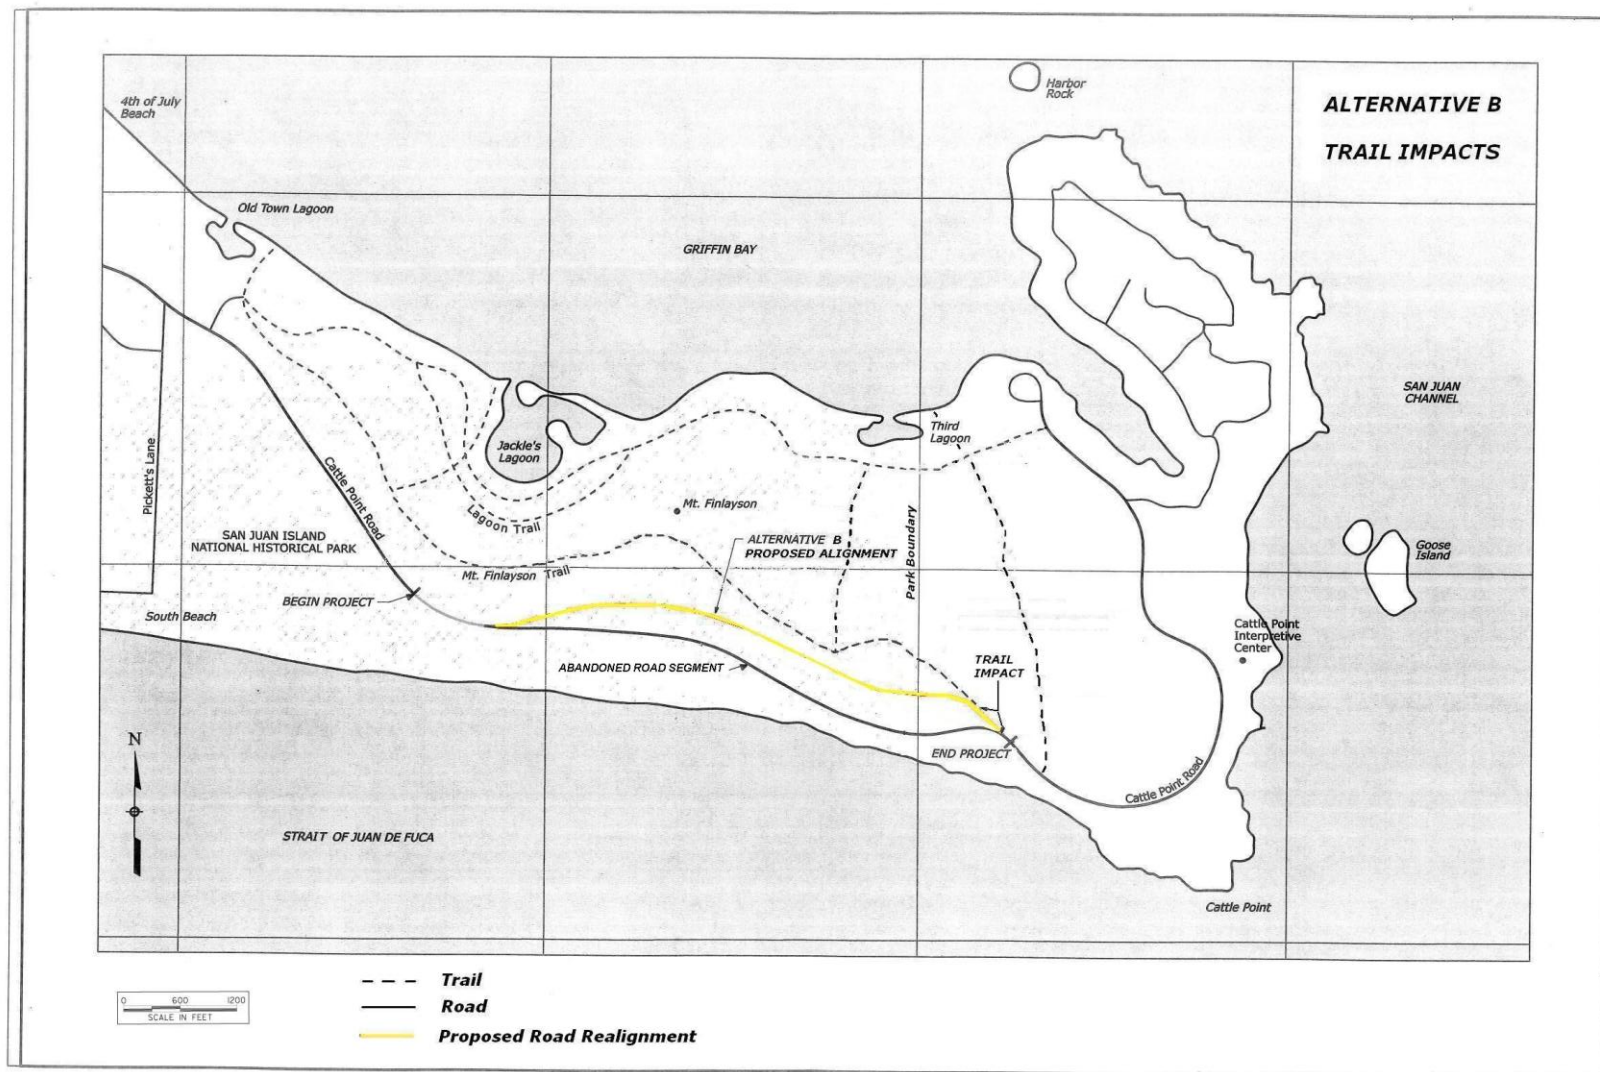 ALTERNATIVE B
TRAIL IMPACTS
Harbor
Rock
4th of July
Beach
Old Town Lagoon
GRIFFIN BAY
SAN JUAN
CHANNEL
Third
Lagoon
Jackle's
Lagoon
Pickett's Lane
Cattle Point Road
Mt. Finlayson
Lagoon Trail
SAN JUAN ISLAND
NATIONAL HISTORICAL PARK
ALTERNATIVE B
PROPOSED ALIGNMENT
Park Boundary
Goose
Island
Mt. Finlayson Trail
BEGIN PROJECT
South Beach
Cattle Point
Interpretive
Center
ABANDONED ROAD SEGMENT
TRAIL
IMPACT
N
END PROJECT
Cattle Point Road
STRAIT OF JUAN DE FUCA
Cattle Point
Trail
Road
Proposed Road Realignment
0 600 1200
SCALE IN FEET